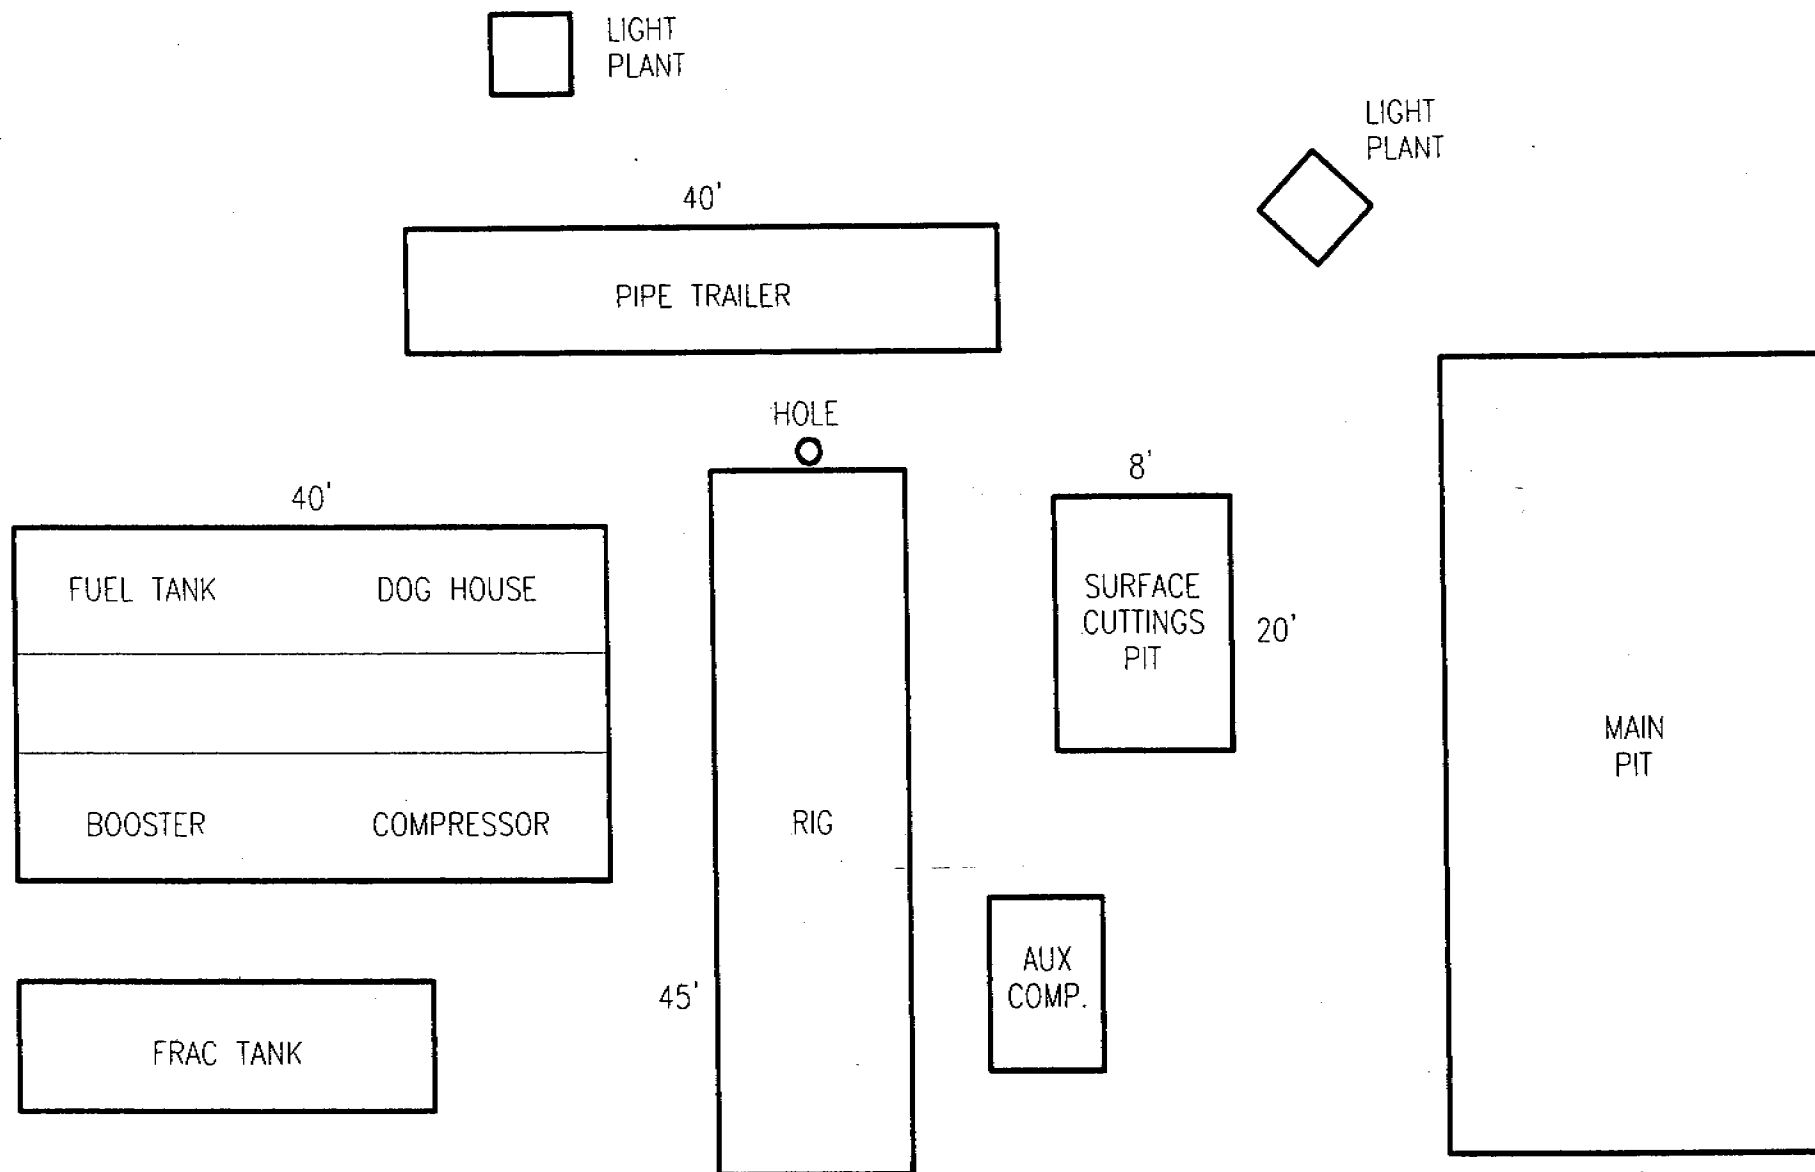 LIGHT
PLANT
LIGHT
PLANT
40'
PIPE TRAILER
HOLE
8'
40'
FUEL TANK
DOG HOUSE
SURFACE
CUTTINGS
PIT
20'
MAIN
PIT
BOOSTER
COMPRESSOR
RIG
AUX
COMP.
45'
FRAC TANK